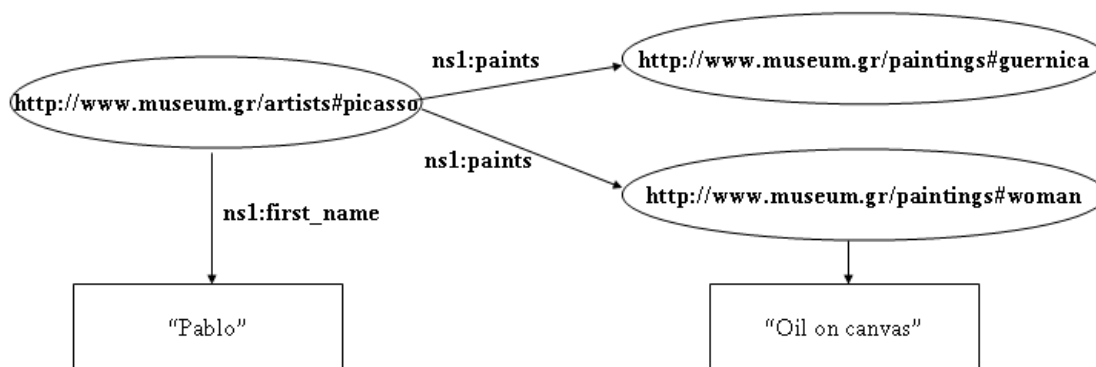 ns1:paints
http://www.museum.gr/paintings#guernica
http://www.museum.gr/artists#picasso
ns1:paints
http://www.museum.gr/paintings#woman
ns1:first_name
“Pablo”
“Oil on canvas”